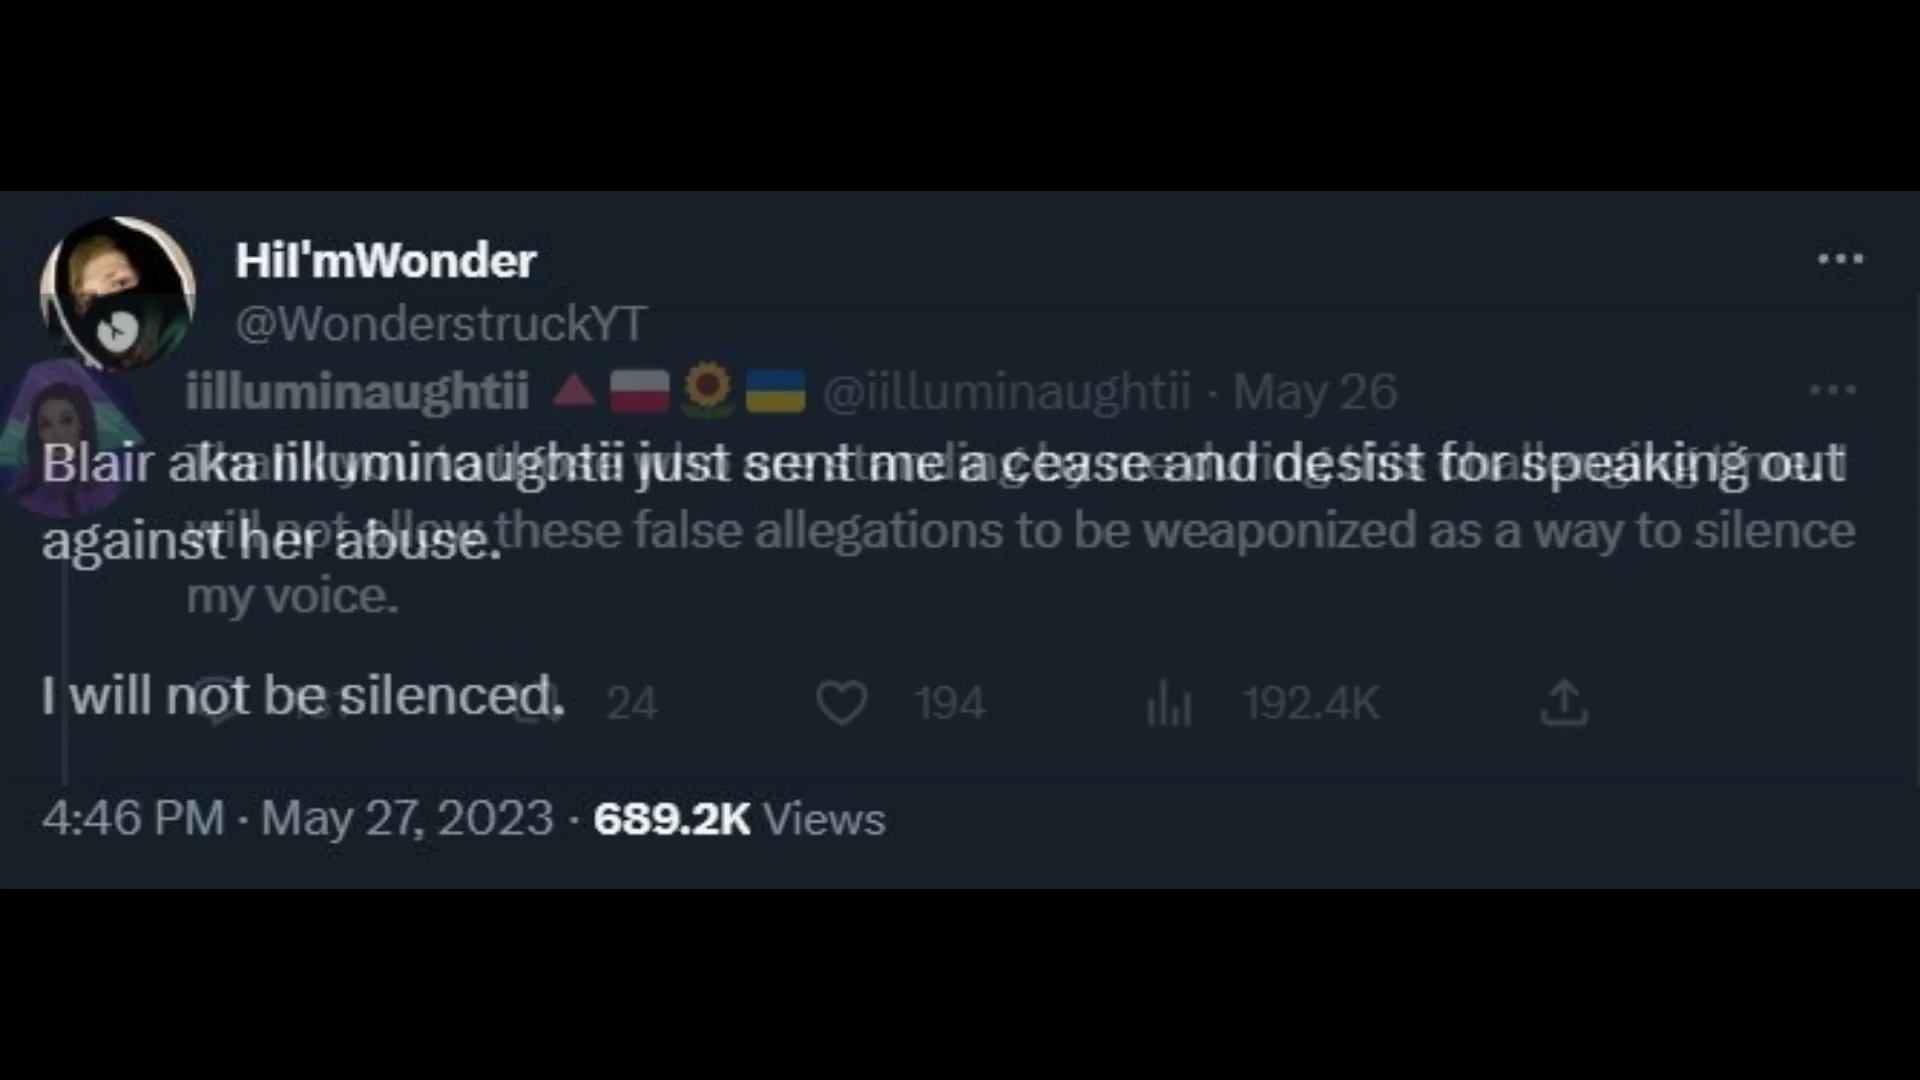 HiI'mWonder
@WonderstruckYT
iilluminaughtii @iilluminaughtii · May 26
Blair aka Iilluminaughtii just sent me a cease and desist for speaking out
against her abuse.
will not allow these false allegations to be weaponized as a way to silence
my voice.
I will not be silenced.
24 194 192.4K
4:46 PM · May 27, 2023 · 689.2K Views